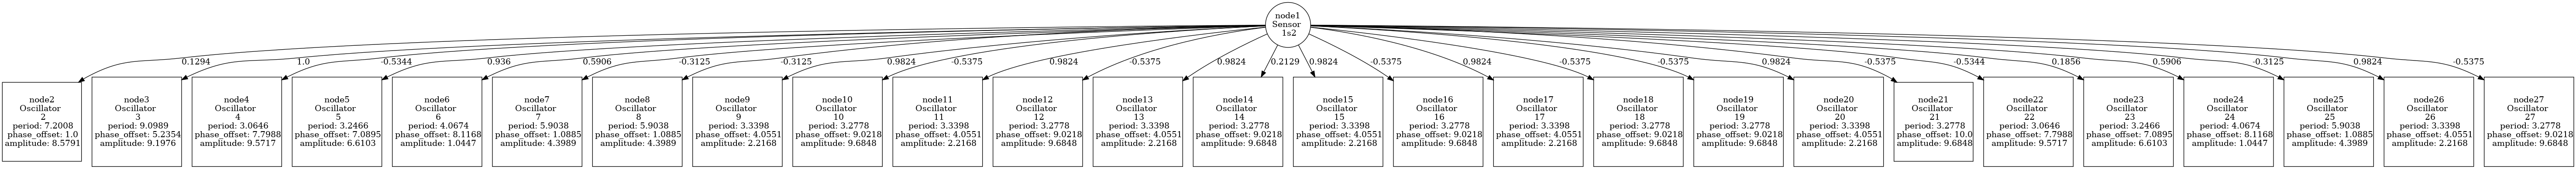 node1
Sensor
1s2
0.1294
1.0
-0.5344
0.936
0.5906
-0.3125
-0.3125
0.9824
-0.5375
0.9824
-0.5375
0.9824
0.2129
0.9824
-0.5375
0.9824
-0.5375
-0.5375
0.9824
-0.5375
-0.5344
0.1856
0.5906
-0.3125
0.9824
-0.5375
node2
Oscillator
2
period: 7.2008
phase_offset: 1.0
amplitude: 8.5791
node3
Oscillator
3
period: 9.0989
phase_offset: 5.2354
amplitude: 9.1976
node4
Oscillator
4
period: 3.0646
phase_offset: 7.7988
amplitude: 9.5717
node5
Oscillator
5
period: 3.2466
phase_offset: 7.0895
amplitude: 6.6103
node6
Oscillator
6
period: 4.0674
phase_offset: 8.1168
amplitude: 1.0447
node7
Oscillator
7
period: 5.9038
phase_offset: 1.0885
amplitude: 4.3989
node8
Oscillator
8
period: 5.9038
phase_offset: 1.0885
amplitude: 4.3989
node9
Oscillator
9
period: 3.3398
phase_offset: 4.0551
amplitude: 2.2168
node10
Oscillator
10
period: 3.2778
phase_offset: 9.0218
amplitude: 9.6848
node11
Oscillator
11
period: 3.3398
phase_offset: 4.0551
amplitude: 2.2168
node12
Oscillator
12
period: 3.2778
phase_offset: 9.0218
amplitude: 9.6848
node13
Oscillator
13
period: 3.3398
phase_offset: 4.0551
amplitude: 2.2168
node14
Oscillator
14
period: 3.2778
phase_offset: 9.0218
amplitude: 9.6848
node15
Oscillator
15
period: 3.3398
phase_offset: 4.0551
amplitude: 2.2168
node16
Oscillator
16
period: 3.2778
phase_offset: 9.0218
amplitude: 9.6848
node17
Oscillator
17
period: 3.3398
phase_offset: 4.0551
amplitude: 2.2168
node18
Oscillator
18
period: 3.2778
phase_offset: 9.0218
amplitude: 9.6848
node19
Oscillator
19
period: 3.2778
phase_offset: 9.0218
amplitude: 9.6848
node20
Oscillator
20
period: 3.3398
phase_offset: 4.0551
amplitude: 2.2168
node21
Oscillator
21
period: 3.2778
phase_offset: 10.0
amplitude: 9.6848
node22
Oscillator
22
period: 3.0646
phase_offset: 7.7988
amplitude: 9.5717
node23
Oscillator
23
period: 3.2466
phase_offset: 7.0895
amplitude: 6.6103
node24
Oscillator
24
period: 4.0674
phase_offset: 8.1168
amplitude: 1.0447
node25
Oscillator
25
period: 5.9038
phase_offset: 1.0885
amplitude: 4.3989
node26
Oscillator
26
period: 3.3398
phase_offset: 4.0551
amplitude: 2.2168
node27
Oscillator
27
period: 3.2778
phase_offset: 9.0218
amplitude: 9.6848